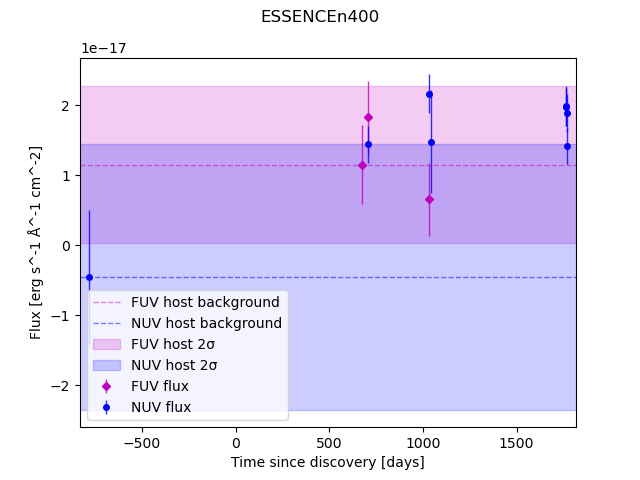 ESSENCEn400
1e−17
Flux [erg s^-1 Å^-1 cm^-2]
2
1
0
−1
−2
FUV host background
NUV host background
FUV host 2σ
NUV host 2σ
FUV flux
NUV flux
−500
0
500
1000
1500
Time since discovery [days]